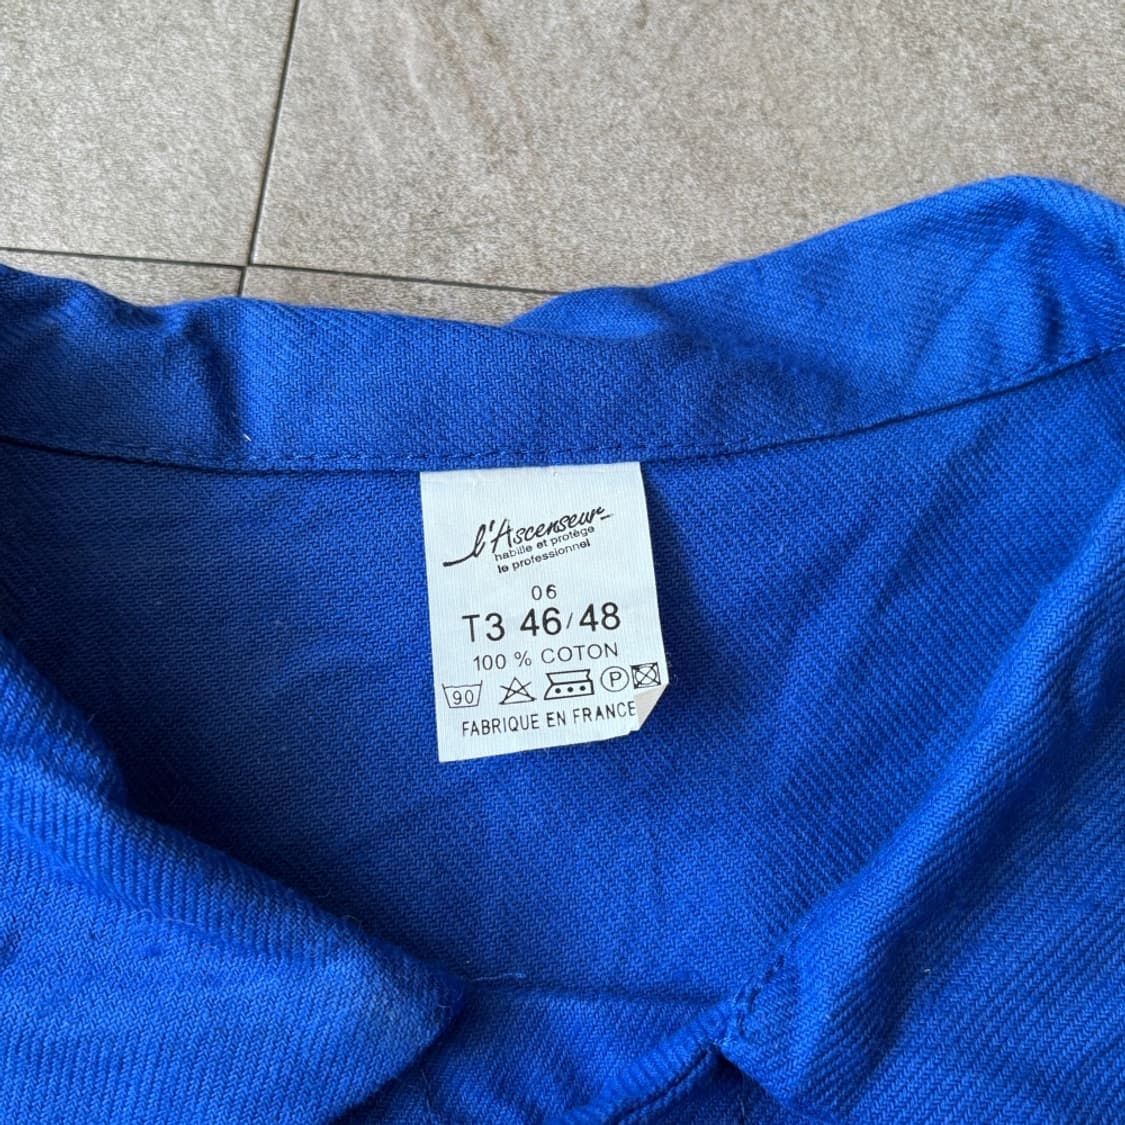 l'Ascenseur
habille et protège
le professionnel
06
T3 46/48
100 % COTON
90 P
FABRIQUE EN FRANCE